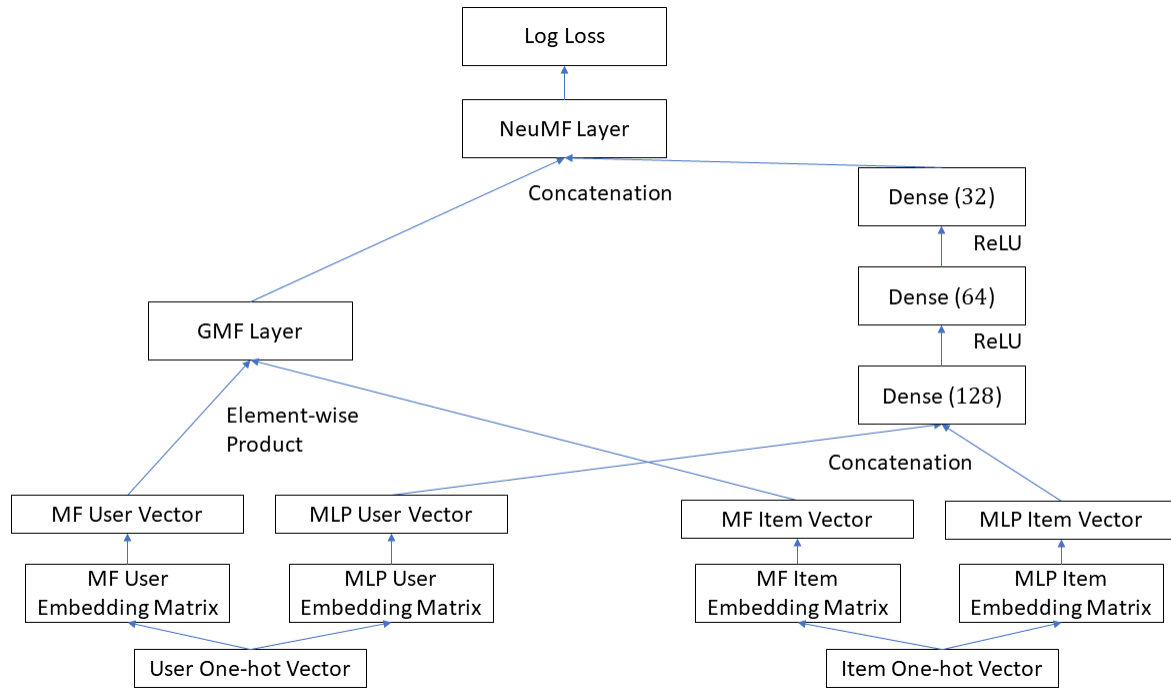 Log Loss
NeuMF Layer
Concatenation
Dense (32)
ReLU
Dense (64)
GMF Layer
ReLU
Dense (128)
Element-wise
Product
Concatenation
MF User Vector
MLP User Vector
MF Item Vector
MLP Item Vector
MF User
Embedding Matrix
MLP User
Embedding Matrix
MF Item
Embedding Matrix
MLP Item
Embedding Matrix
User One-hot Vector
Item One-hot Vector